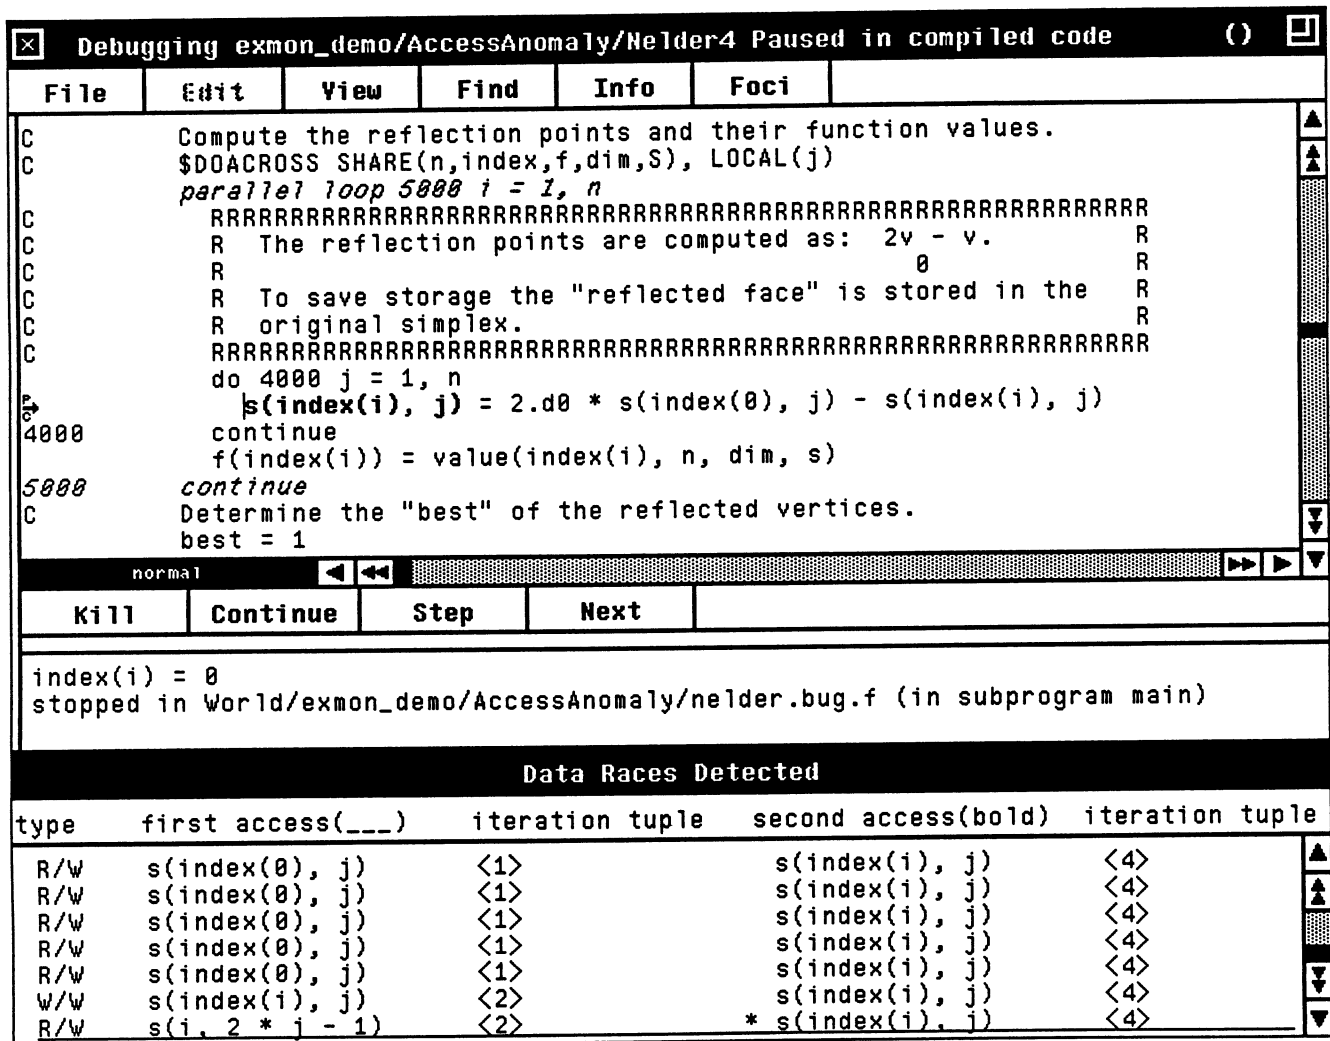 Debugging exmon_demo/AccessAnomaly/Nelder4 Paused in compiled code ()
File Edit View Find Info Foci
C Compute the reflection points and their function values.
C $DOACROSS SHARE(n,index,f,dim,S), LOCAL(j)
parallel loop 5000 i = 1, n
C RRRRRRRRRRRRRRRRRRRRRRRRRRRRRRRRRRRRRRRRRRRRRRRRRRRRRRRRR
C R The reflection points are computed as: 2v - v. R
C R 0 R
C R To save storage the "reflected face" is stored in the R
C R original simplex. R
C RRRRRRRRRRRRRRRRRRRRRRRRRRRRRRRRRRRRRRRRRRRRRRRRRRRRRRRRR
do 4000 j = 1, n
s(index(i), j) = 2.d0 * s(index(0), j) - s(index(i), j)
4000 continue
f(index(i)) = value(index(i), n, dim, s)
5000 continue
C Determine the "best" of the reflected vertices.
best = 1
normal
Kill Continue Step Next
index(i) = 0
stopped in World/exmon_demo/AccessAnomaly/nelder.bug.f (in subprogram main)
Data Races Detected
type first access(___) iteration tuple second access(bold) iteration tuple
R/W s(index(0), j) <1> s(index(i), j) <4>
R/W s(index(0), j) <1> s(index(i), j) <4>
R/W s(index(0), j) <1> s(index(i), j) <4>
R/W s(index(0), j) <1> s(index(i), j) <4>
R/W s(index(0), j) <1> s(index(i), j) <4>
W/W s(index(i), j) <2> s(index(i), j) <4>
R/W s(i, 2 * j - 1) <2> * s(index(i), j) <4>